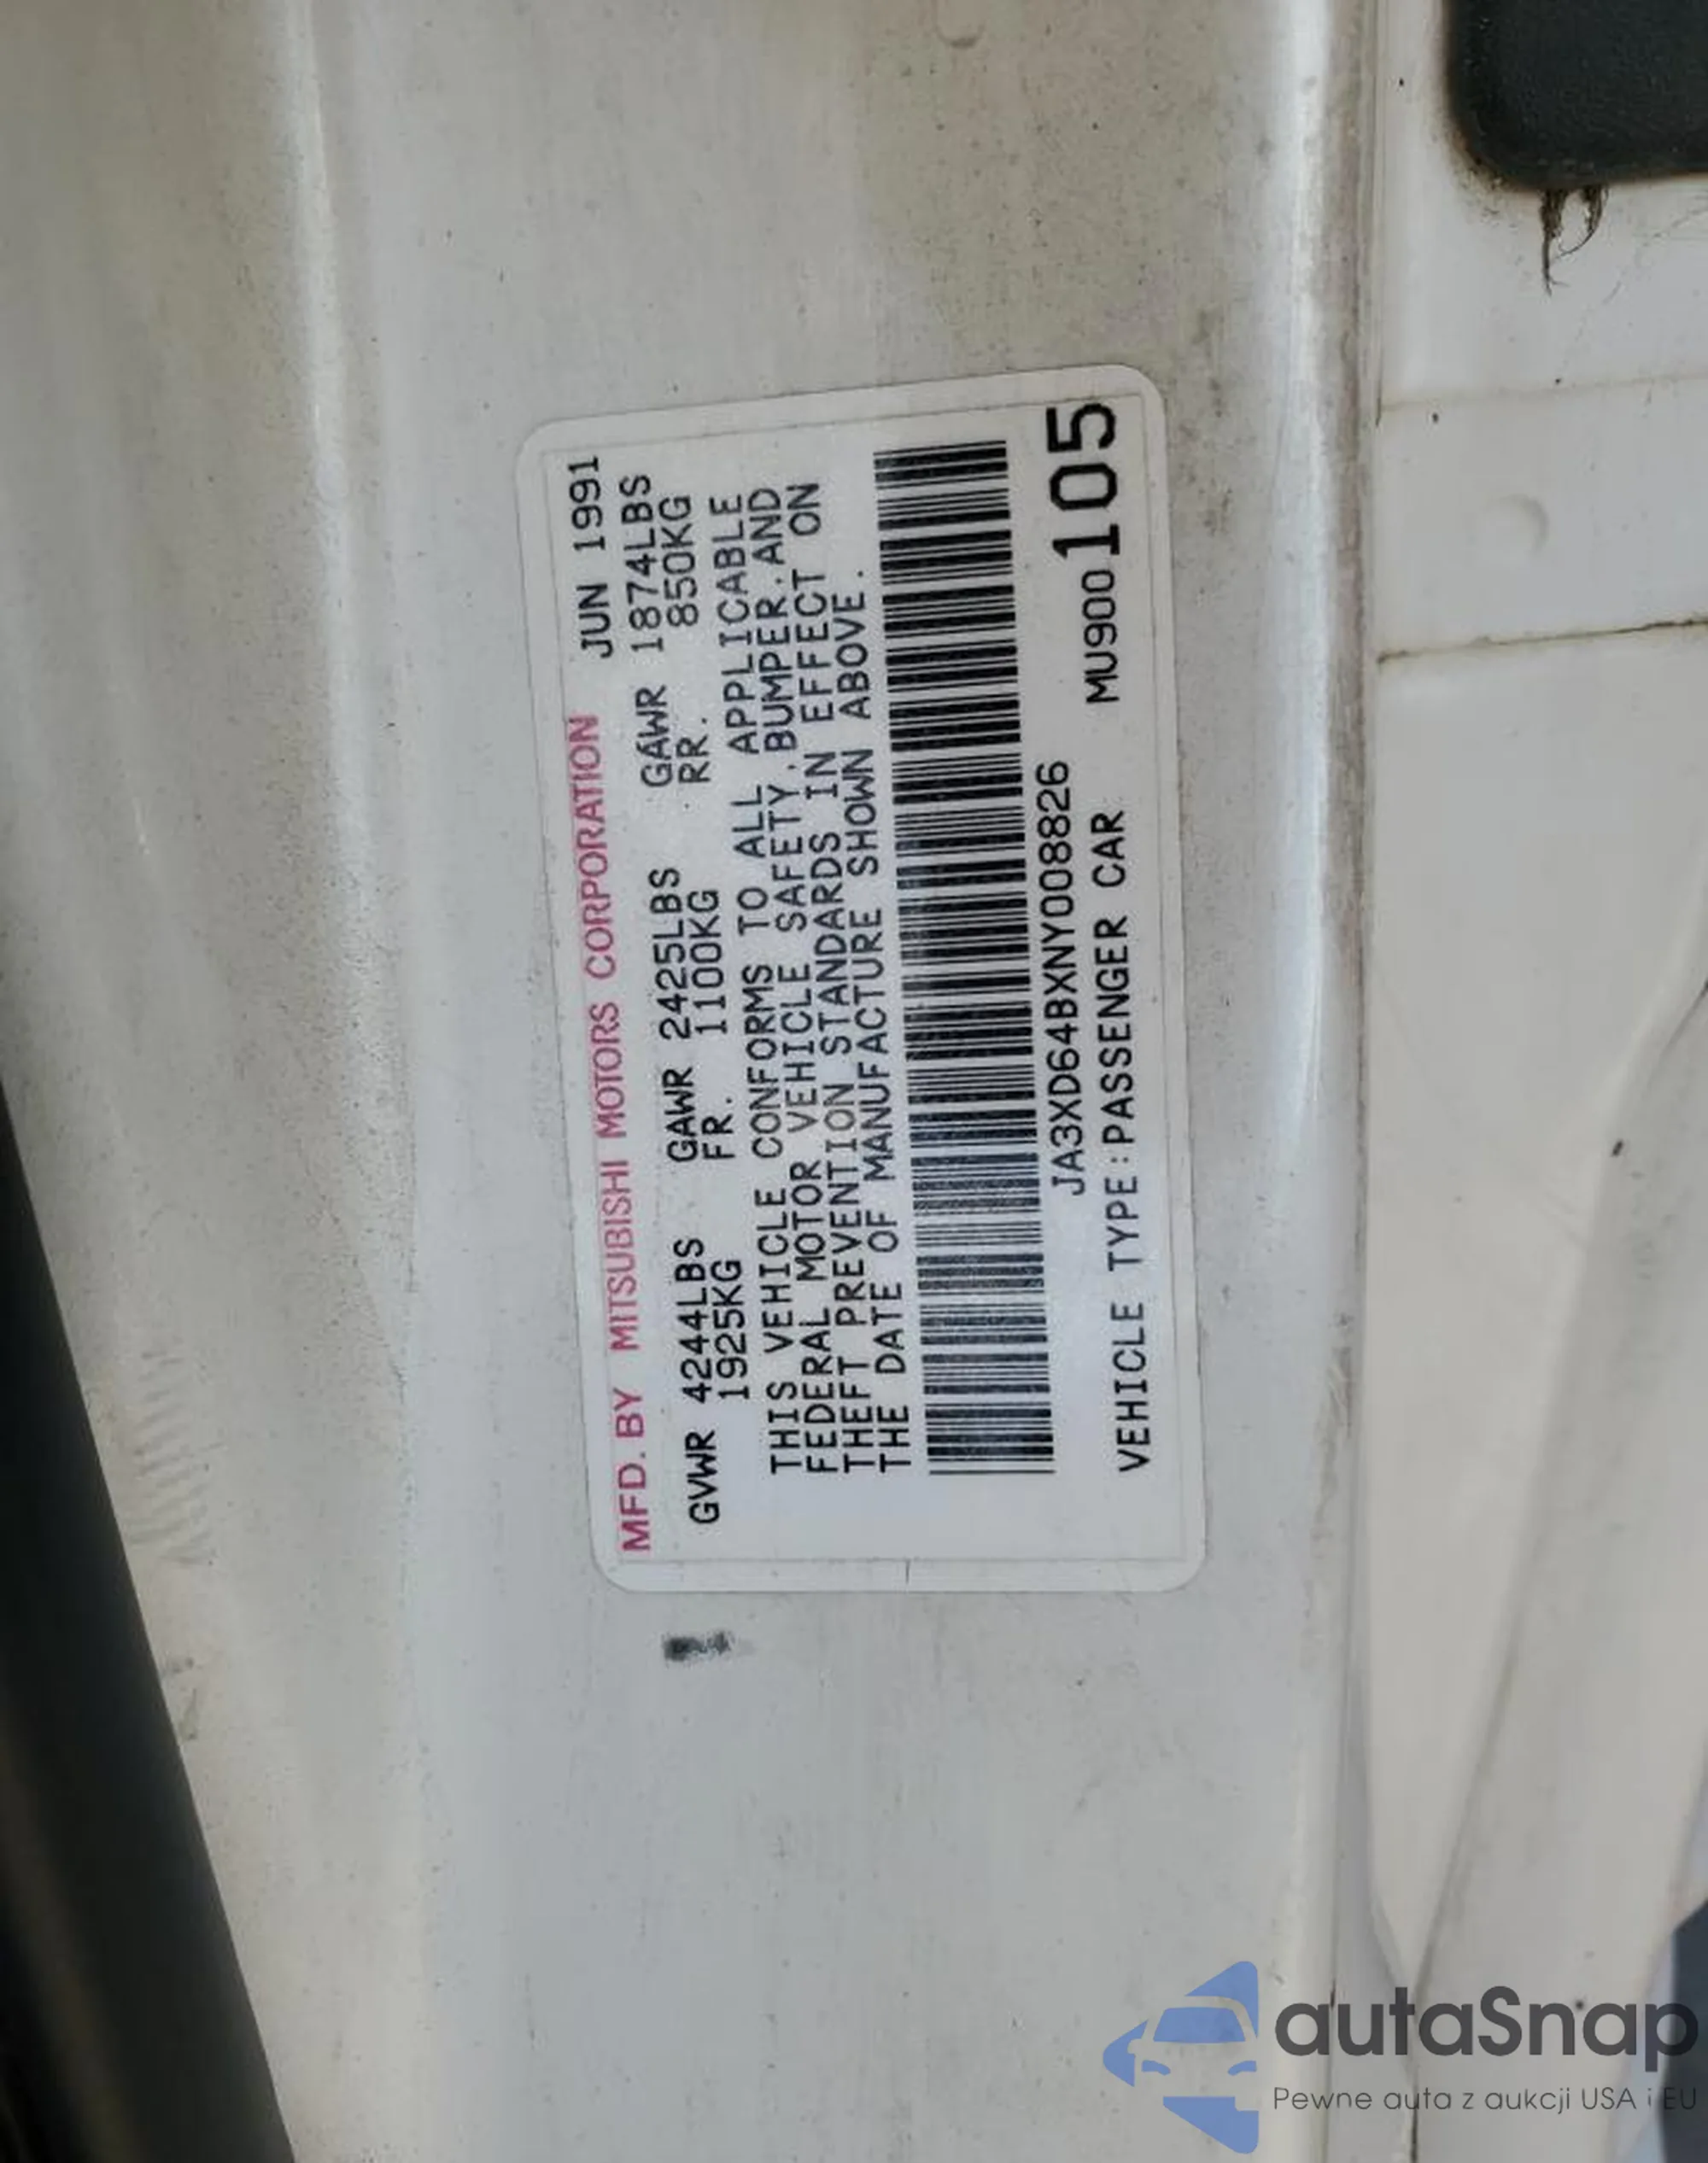 MFD. BY MITSUBISHI MOTORS CORPORATION JUN 1991
GVWR 4244LBS GAWR 2425LBS GAWR 1874LBS
1925KG FR. 1100KG RR. 850KG
THIS VEHICLE CONFORMS TO ALL APPLICABLE
FEDERAL MOTOR VEHICLE SAFETY.BUMPER.AND
THEFT PREVENTION STANDARDS IN EFFECT ON
THE DATE OF MANUFACTURE SHOWN ABOVE.
JA3XD64BXNY008826
VEHICLE TYPE:PASSENGER CAR MU900105
autaSnap
Pewne auta z aukcji USA i EU